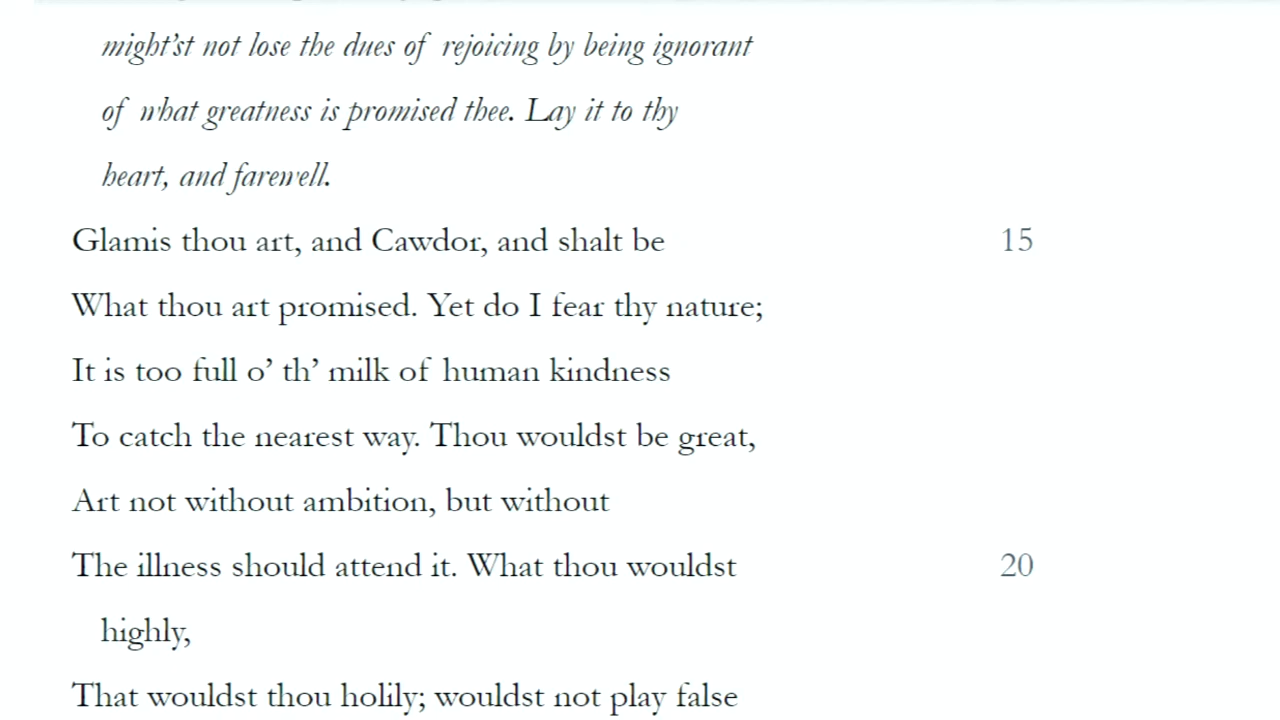 might’st not lose the dues of rejoicing by being ignorant
of what greatness is promised thee. Lay it to thy
heart, and farewell.
Glamis thou art, and Cawdor, and shalt be 15
What thou art promised. Yet do I fear thy nature;
It is too full o’ th’ milk of human kindness
To catch the nearest way. Thou wouldst be great,
Art not without ambition, but without
The illness should attend it. What thou wouldst 20
highly,
That wouldst thou holily; wouldst not play false